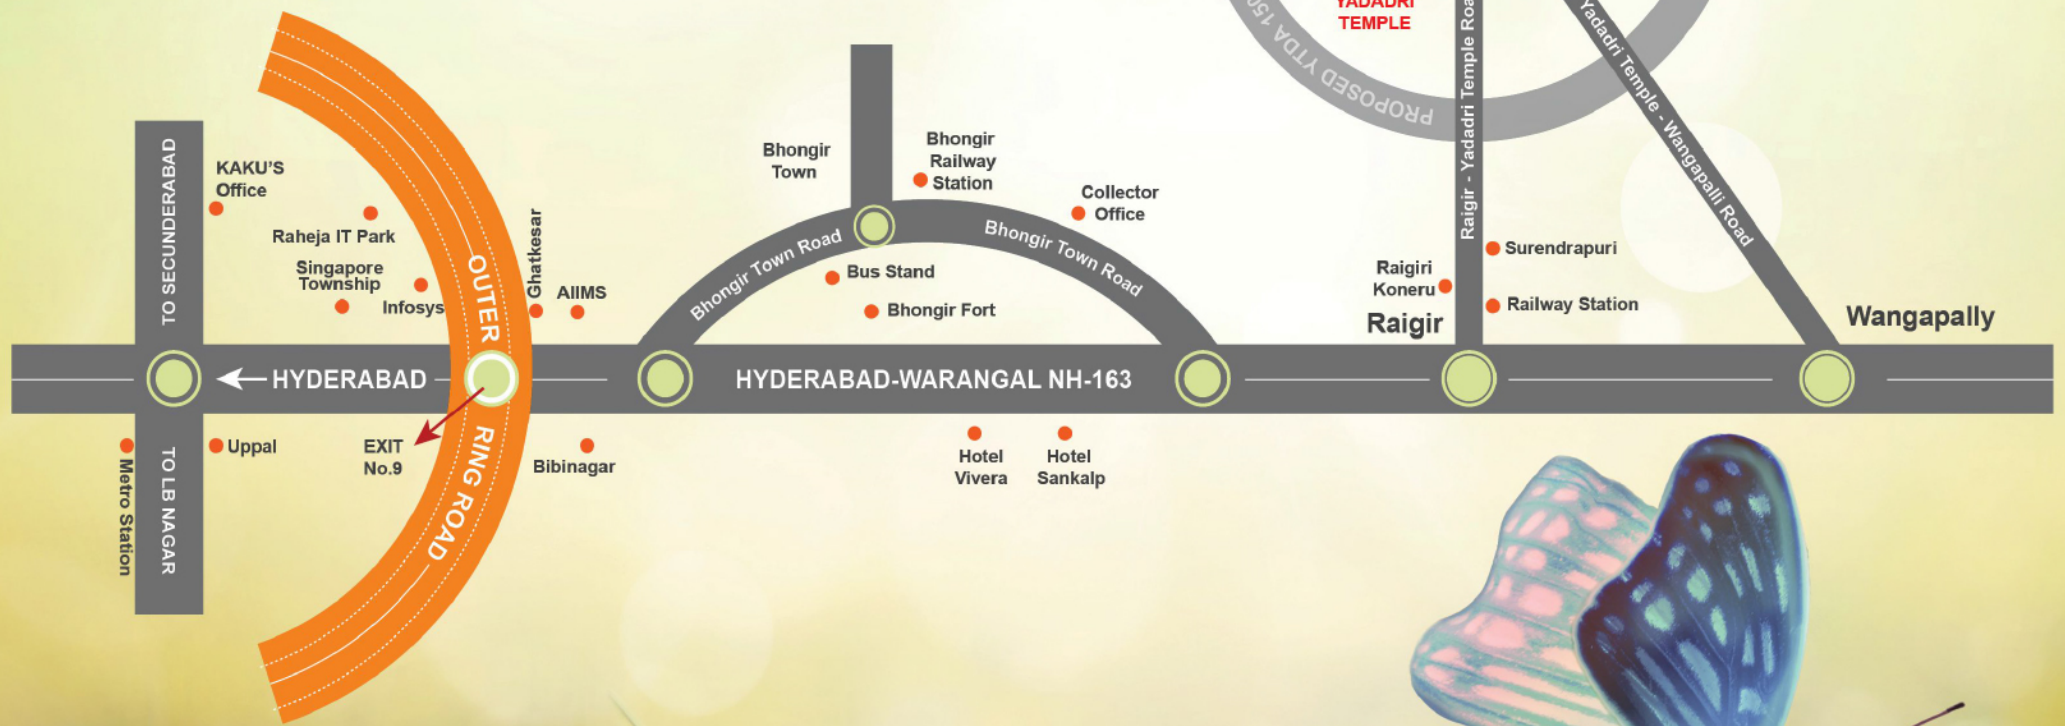 YADADRI
TEMPLE
PROPOSED YTDA 150
Raigir - Yadadri Temple Roa
Yadadri Temple - Wangapalli Road
TO SECUNDERABAD
KAKU'S
Office
Raheja IT Park
Singapore
Township
Infosys
OUTER
RING ROAD
Ghatkesar
AIIMS
Bhongir
Town
Bhongir
Railway
Station
Collector
Office
Bhongir Town Road
Bhongir Town Road
Bus Stand
Bhongir Fort
Surendrapuri
Raigiri
Koneru
Railway Station
Raigir
Wangapally
HYDERABAD
HYDERABAD-WARANGAL NH-163
Metro Station
TO LB NAGAR
Uppal
EXIT
No.9
Bibinagar
Hotel
Vivera
Hotel
Sankalp